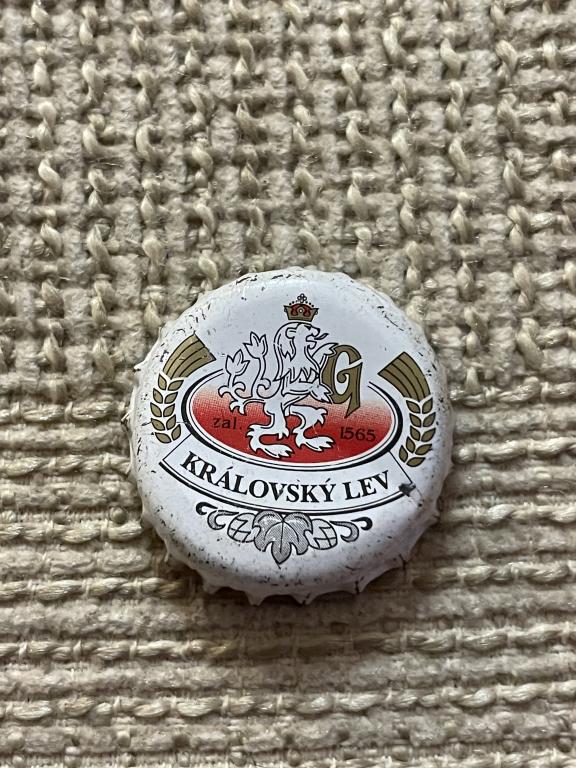 G
zal. 1565
KRÁLOVSKÝ LEV